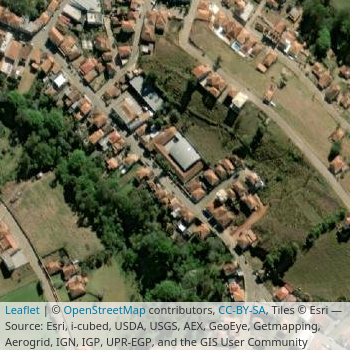 Leaflet | © OpenStreetMap contributors, CC-BY-SA, Tiles © Esri —
Source: Esri, i-cubed, USDA, USGS, AEX, GeoEye, Getmapping,
Aerogrid, IGN, IGP, UPR-EGP, and the GIS User Community